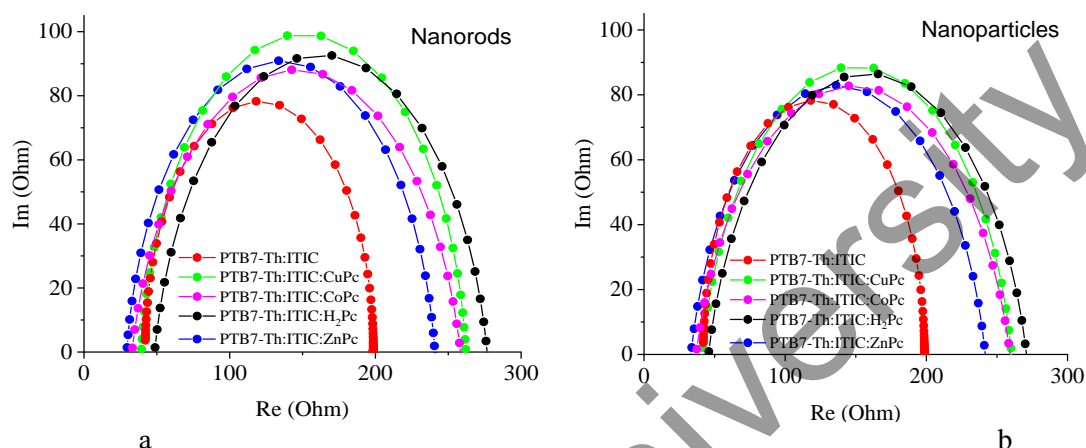 Nanorods
100
80
60
40
20
0
Im (Ohm)
PTB7-Th:ITIC
PTB7-Th:ITIC:CuPc
PTB7-Th:ITIC:CoPc
PTB7-Th:ITIC:H₂Pc
PTB7-Th:ITIC:ZnPc
0 100 200 300
Re (Ohm)
a
Nanoparticles
100
80
60
40
20
0
Im (Ohm)
PTB7-Th:ITIC
PTB7-Th:ITIC:CuPc
PTB7-Th:ITIC:CoPc
PTB7-Th:ITIC:H₂Pc
PTB7-Th:ITIC:ZnPc
0 100 200 300
Re (Ohm)
b
iversity